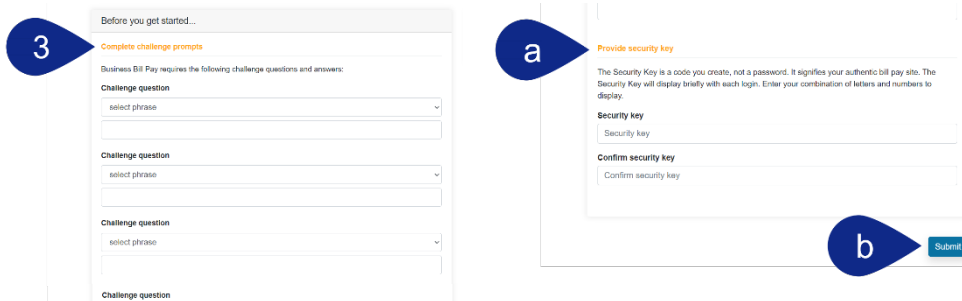 3
Before you get started...
Complete challenge prompts
Business Bill Pay requires the following challenge questions and answers:
Challenge question
select phrase
Challenge question
select phrase
Challenge question
select phrase
Challenge question
a
Provide security key
The Security Key is a code you create, not a password. It signifies your authentic bill pay site. The
Security Key will display briefly with each login. Enter your combination of letters and numbers to
display.
Security key
Security key
Confirm security key
Confirm security key
b
Submit